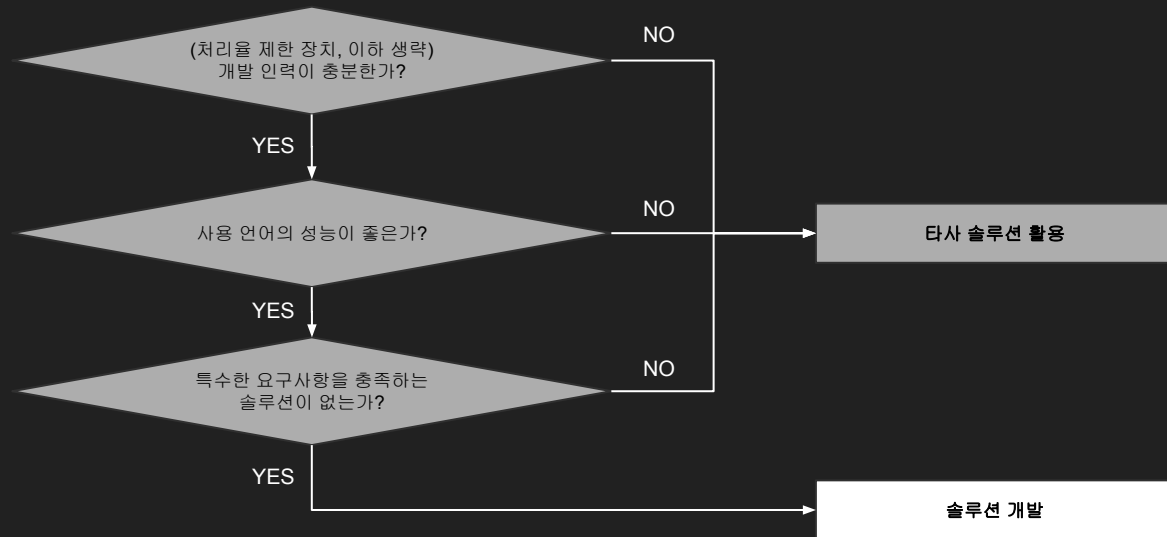 (처리율 제한 장치, 이하 생략)
개발 인력이 충분한가?
NO
YES
사용 언어의 성능이 좋은가?
NO
타사 솔루션 활용
YES
특수한 요구사항을 충족하는
솔루션이 없는가?
NO
YES
솔루션 개발